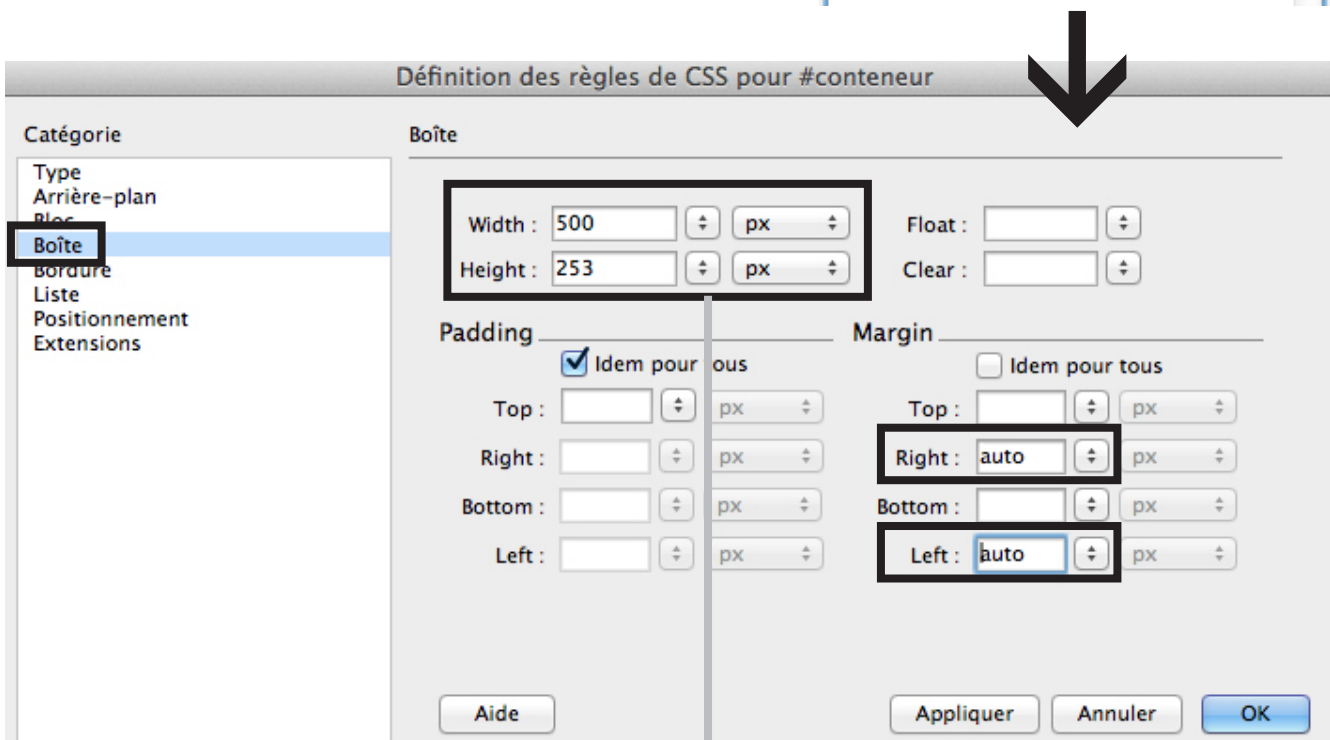 Définition des règles de CSS pour #conteneur
Catégorie
Type
Arrière-plan
Bloc
Boîte
Bordure
Liste
Positionnement
Extensions
Boîte
Width : 500 px Float :
Height : 253 px Clear :
Padding Margin
Idem pour tous Idem pour tous
Top : px Top : px
Right : px Right : auto px
Bottom : px Bottom : px
Left : px Left : auto px
Aide Appliquer Annuler OK